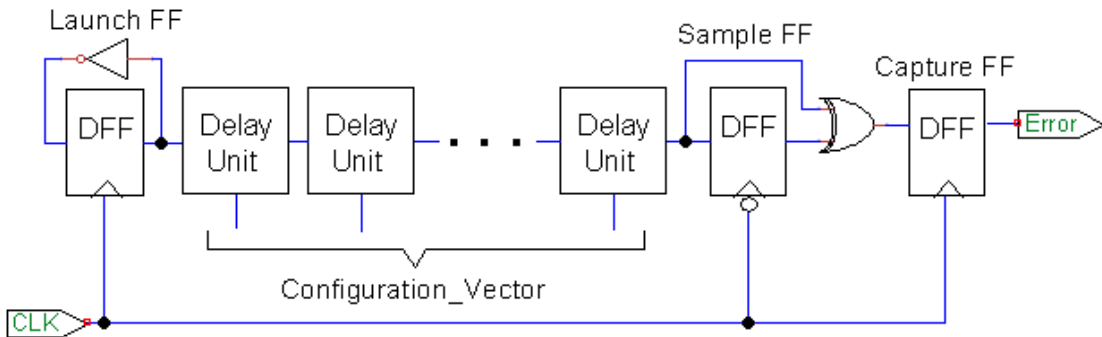 Launch FF
Sample FF
Capture FF
DFF
Delay
Unit
Delay
Unit
Delay
Unit
DFF
DFF
Error
Configuration_Vector
CLK